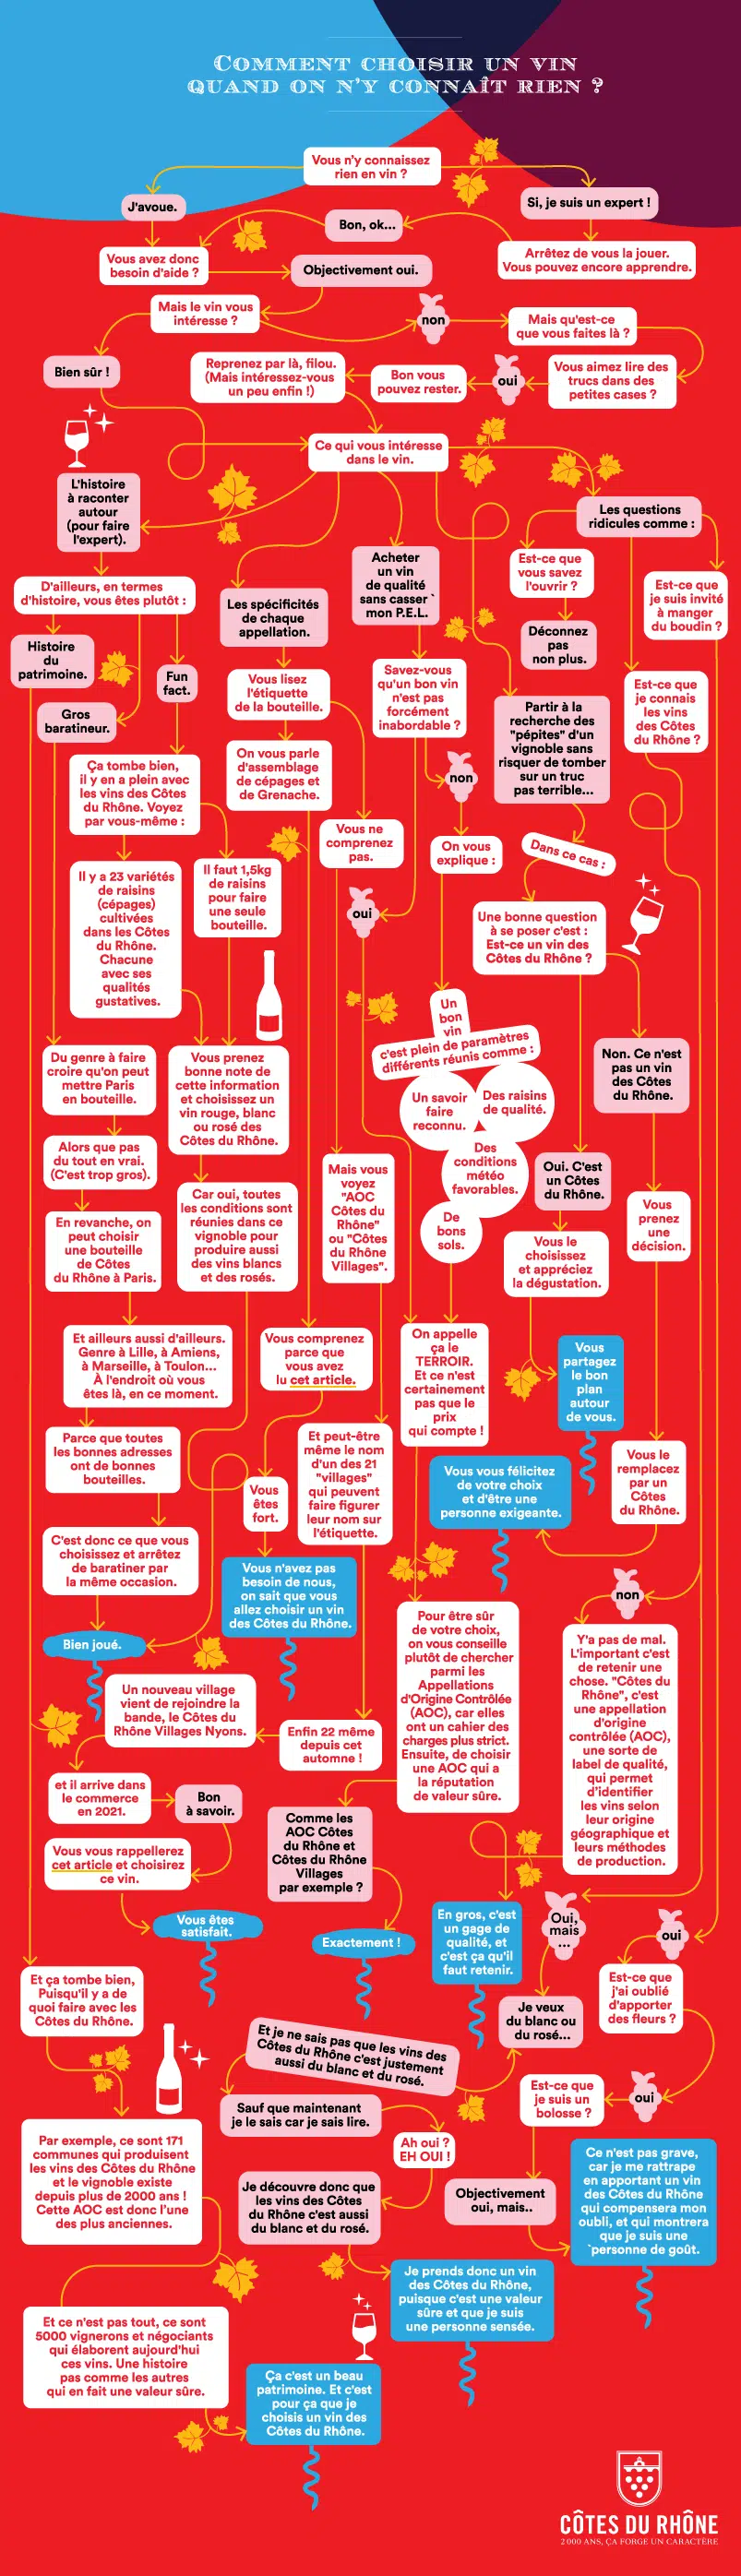 COMMENT CHOISIR UN VIN
QUAND ON N'Y CONNAÎT RIEN ?
Vous n'y connaissez
rien en vin ?
J'avoue.
Si, je suis un expert !
Bon, ok...
Vous avez donc
besoin d'aide ?
Arrêtez de vous la jouer.
Vous pouvez encore apprendre.
Objectivement oui.
Mais le vin vous
intéresse ?
non
Mais qu'est-ce
que vous faites là ?
Bien sûr !
Reprenez par là, filou.
(Mais intéressez-vous
un peu enfin !)
Bon vous
pouvez rester.
oui
Vous aimez lire des
trucs dans des
petites cases ?
Ce qui vous intéresse
dans le vin.
L'histoire
à raconter
autour
(pour faire
l'expert).
Les questions
ridicules comme :
Acheter
un vin
de qualité
sans casser `
mon P.E.L.
Est-ce que
vous savez
l'ouvrir ?
Est-ce que
je suis invité
à manger
du boudin ?
D'ailleurs, en termes
d'histoire, vous êtes plutôt :
Les spécificités
de chaque
appellation.
Déconnez
pas
non plus.
Histoire
du
patrimoine.
Fun
fact.
Vous lisez
l'étiquette
de la bouteille.
Savez-vous
qu'un bon vin
n'est pas
forcément
inabordable ?
Est-ce que
je connais
les vins
des Côtes
du Rhône ?
Gros
baratineur.
Partir à la
recherche des
"pépites" d'un
vignoble sans
risquer de tomber
sur un truc
pas terrible...
Ça tombe bien,
il y en a plein avec
les vins des Côtes
du Rhône. Voyez
par vous-même :
On vous parle
d'assemblage
de cépages et
de Grenache.
non
Vous ne
comprenez
pas.
On vous
explique :
Dans ce cas :
Il y a 23 variétés
de raisins
(cépages)
cultivées
dans les Côtes
du Rhône.
Chacune
avec ses
qualités
gustatives.
Il faut 1,5kg
de raisins
pour faire
une seule
bouteille.
oui
Une bonne question
à se poser c'est :
Est-ce un vin des
Côtes du Rhône ?
Un
bon
vin
c'est plein de paramètres
différents réunis comme :
Du genre à faire
croire qu'on peut
mettre Paris
en bouteille.
Vous prenez
bonne note de
cette information
et choisissez un
vin rouge, blanc
ou rosé des
Côtes du Rhône.
Non. Ce n'est
pas un vin
des Côtes
du Rhône.
Un savoir
faire
reconnu.
Des raisins
de qualité.
Alors que pas
du tout en vrai.
(C'est trop gros).
Des
conditions
météo
favorables.
Mais vous
voyez
"AOC
Côtes du
Rhône"
ou "Côtes
du Rhône
Villages".
Oui. C'est
un Côtes
du Rhône.
Car oui, toutes
les conditions sont
réunies dans ce
vignoble pour
produire aussi
des vins blancs
et des rosés.
Vous
prenez
une
décision.
En revanche, on
peut choisir
une bouteille
de Côtes
du Rhône à Paris.
De
bons
sols.
Vous le
choisissez
et appréciez
la dégustation.
Et ailleurs aussi d'ailleurs.
Genre à Lille, à Amiens,
à Marseille, à Toulon...
À l'endroit où vous
êtes là, en ce moment.
Vous comprenez
parce que
vous avez
lu cet article.
On appelle
ça le
TERROIR.
Et ce n'est
certainement
pas que le
prix
qui compte !
Vous
partagez
le bon
plan
autour
de vous.
Parce que toutes
les bonnes adresses
ont de bonnes
bouteilles.
Et peut-être
même le nom
d'un des 21
"villages"
qui peuvent
faire figurer
leur nom sur
l'étiquette.
Vous le
remplacez
par un
Côtes
du Rhône.
Vous vous félicitez
de votre choix
et d'être une
personne exigeante.
Vous
êtes
fort.
C'est donc ce que vous
choisissez et arrêtez
de baratiner par
la même occasion.
Vous n'avez pas
besoin de nous,
on sait que vous
allez choisir un vin
des Côtes du Rhône.
non
Bien joué.
Pour être sûr
de votre choix,
on vous conseille
plutôt de chercher
parmi les
Appellations
d'Origine Contrôlée
(AOC), car elles
ont un cahier des
charges plus strict.
Ensuite, de choisir
une AOC qui a
la réputation
de valeur sûre.
Y'a pas de mal.
L'important c'est
de retenir une
chose. "Côtes du
Rhône", c'est
une appellation
d'origine
contrôlée (AOC),
une sorte de
label de qualité,
qui permet
d'identifier
les vins selon
leur origine
géographique et
leurs méthodes
de production.
Un nouveau village
vient de rejoindre la
bande, le Côtes du
Rhône Villages Nyons.
Enfin 22 même
depuis cet
automne !
et il arrive dans
le commerce
en 2021.
Bon
à savoir.
Comme les
AOC Côtes
du Rhône et
Côtes du Rhône
Villages
par exemple ?
Vous vous rappellerez
cet article et choisirez
ce vin.
Vous êtes
satisfait.
Exactement !
En gros, c'est
un gage de
qualité, et
c'est ça qu'il
faut retenir.
Oui,
mais
...
oui
Et ça tombe bien,
Puisqu'il y a de
quoi faire avec les
Côtes du Rhône.
Est-ce que
j'ai oublié
d'apporter
des fleurs ?
Je veux
du blanc ou
du rosé...
Et je ne sais pas que les vins des
Côtes du Rhône c'est justement
aussi du blanc et du rosé.
Est-ce que
je suis un
bolosse ?
oui
Sauf que maintenant
je le sais car je sais lire.
Par exemple, ce sont 171
communes qui produisent
les vins des Côtes du Rhône
et le vignoble existe
depuis plus de 2000 ans !
Cette AOC est donc l'une
des plus anciennes.
Ah oui ?
EH OUI !
Ce n'est pas grave,
car je me rattrape
en apportant un vin
des Côtes du Rhône
qui compensera mon
oubli, et qui montrera
que je suis une
`personne de goût.
Je découvre donc que
les vins des Côtes
du Rhône c'est aussi
du blanc et du rosé.
Objectivement
oui, mais..
Je prends donc un vin
des Côtes du Rhône,
puisque c'est une valeur
sûre et que je suis
une personne sensée.
Et ce n'est pas tout, ce sont
5000 vignerons et négociants
qui élaborent aujourd'hui
ces vins. Une histoire
pas comme les autres
qui en fait une valeur sûre.
Ça c'est un beau
patrimoine. Et c'est
pour ça que je
choisis un vin des
Côtes du Rhône.
CÔTES DU RHÔNE
2000 ANS, ÇA FORGE UN CARACTÈRE